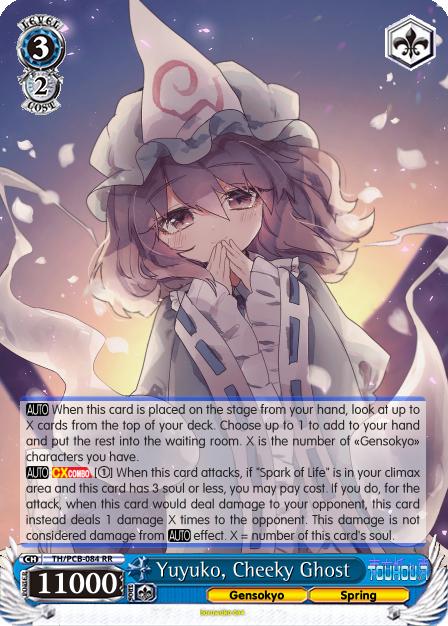 LEVEL
3
2
COST
AUTO When this card is placed on the stage from your hand, look at up to
X cards from the top of your deck. Choose up to 1 to add to your hand
and put the rest into the waiting room. X is the number of «Gensokyo»
characters you have.
AUTO CXCOMBO [①] When this card attacks, if "Spark of Life" is in your climax
area and this card has 3 soul or less, you may pay cost. If you do, for the
attack, when this card would deal damage to your opponent, this card
instead deals 1 damage X times to the opponent. This damage is not
considered damage from AUTO effect. X = number of this card's soul.
CH TH/PCB-084 RR
POWER 11000 SOUL Yuyuko, Cheeky Ghost TOUHOU
Gensokyo Spring